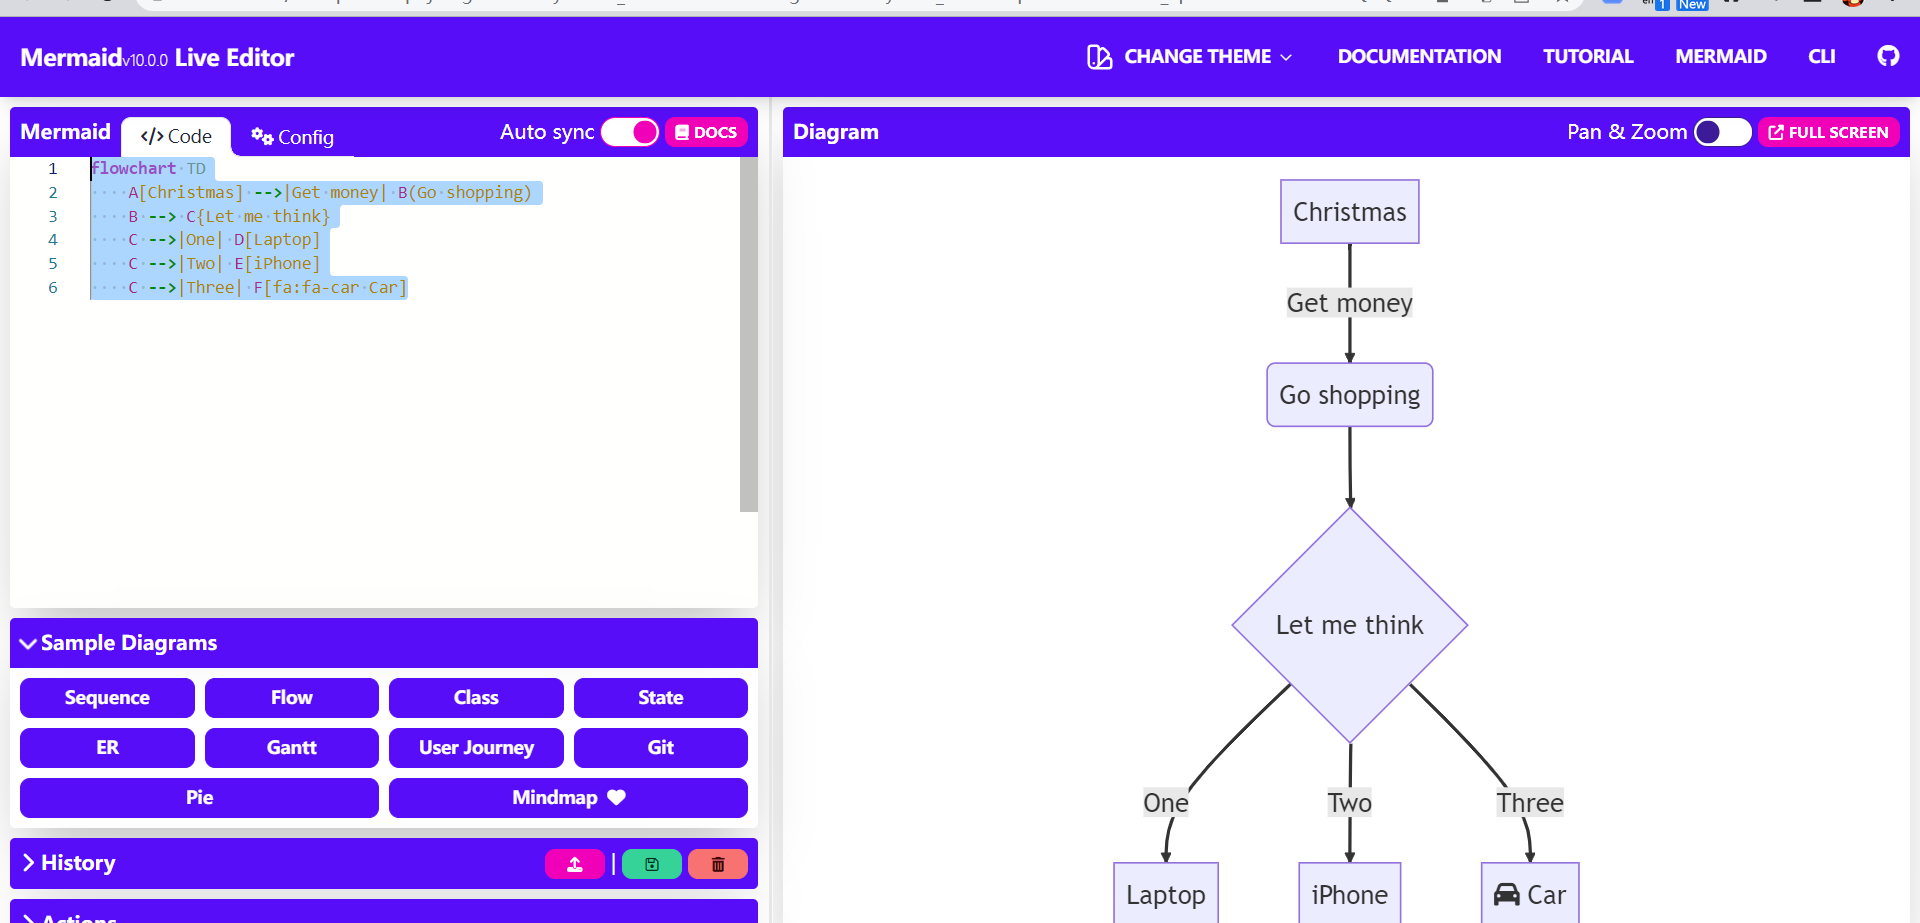 New
1
Mermaid v10.0.0 Live Editor
CHANGE THEME
DOCUMENTATION
TUTORIAL
MERMAID
CLI
Mermaid
</> Code
Config
Auto sync
DOCS
1 flowchart TD
2 A[Christmas] -->|Get money| B(Go shopping)
3 B --> C{Let me think}
4 C -->|One| D[Laptop]
5 C -->|Two| E[iPhone]
6 C -->|Three| F[fa:fa-car Car]
Sample Diagrams
Sequence
Flow
Class
State
ER
Gantt
User Journey
Git
Pie
Mindmap
History
Actions
Diagram
Pan & Zoom
FULL SCREEN
Christmas
Get money
Go shopping
Let me think
One
Two
Three
Laptop
iPhone
Car